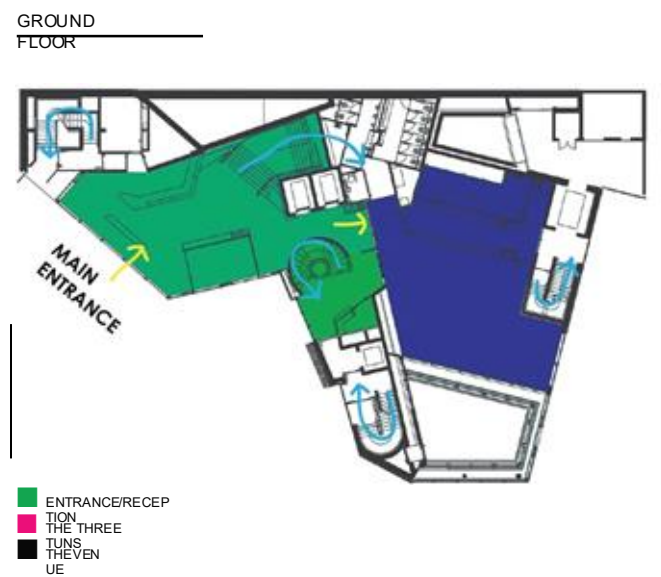 GROUND
FLOOR
MAIN
ENTRANCE
ENTRANCE/RECEP
TION
THE THREE
TUNS
THEVEN
UE